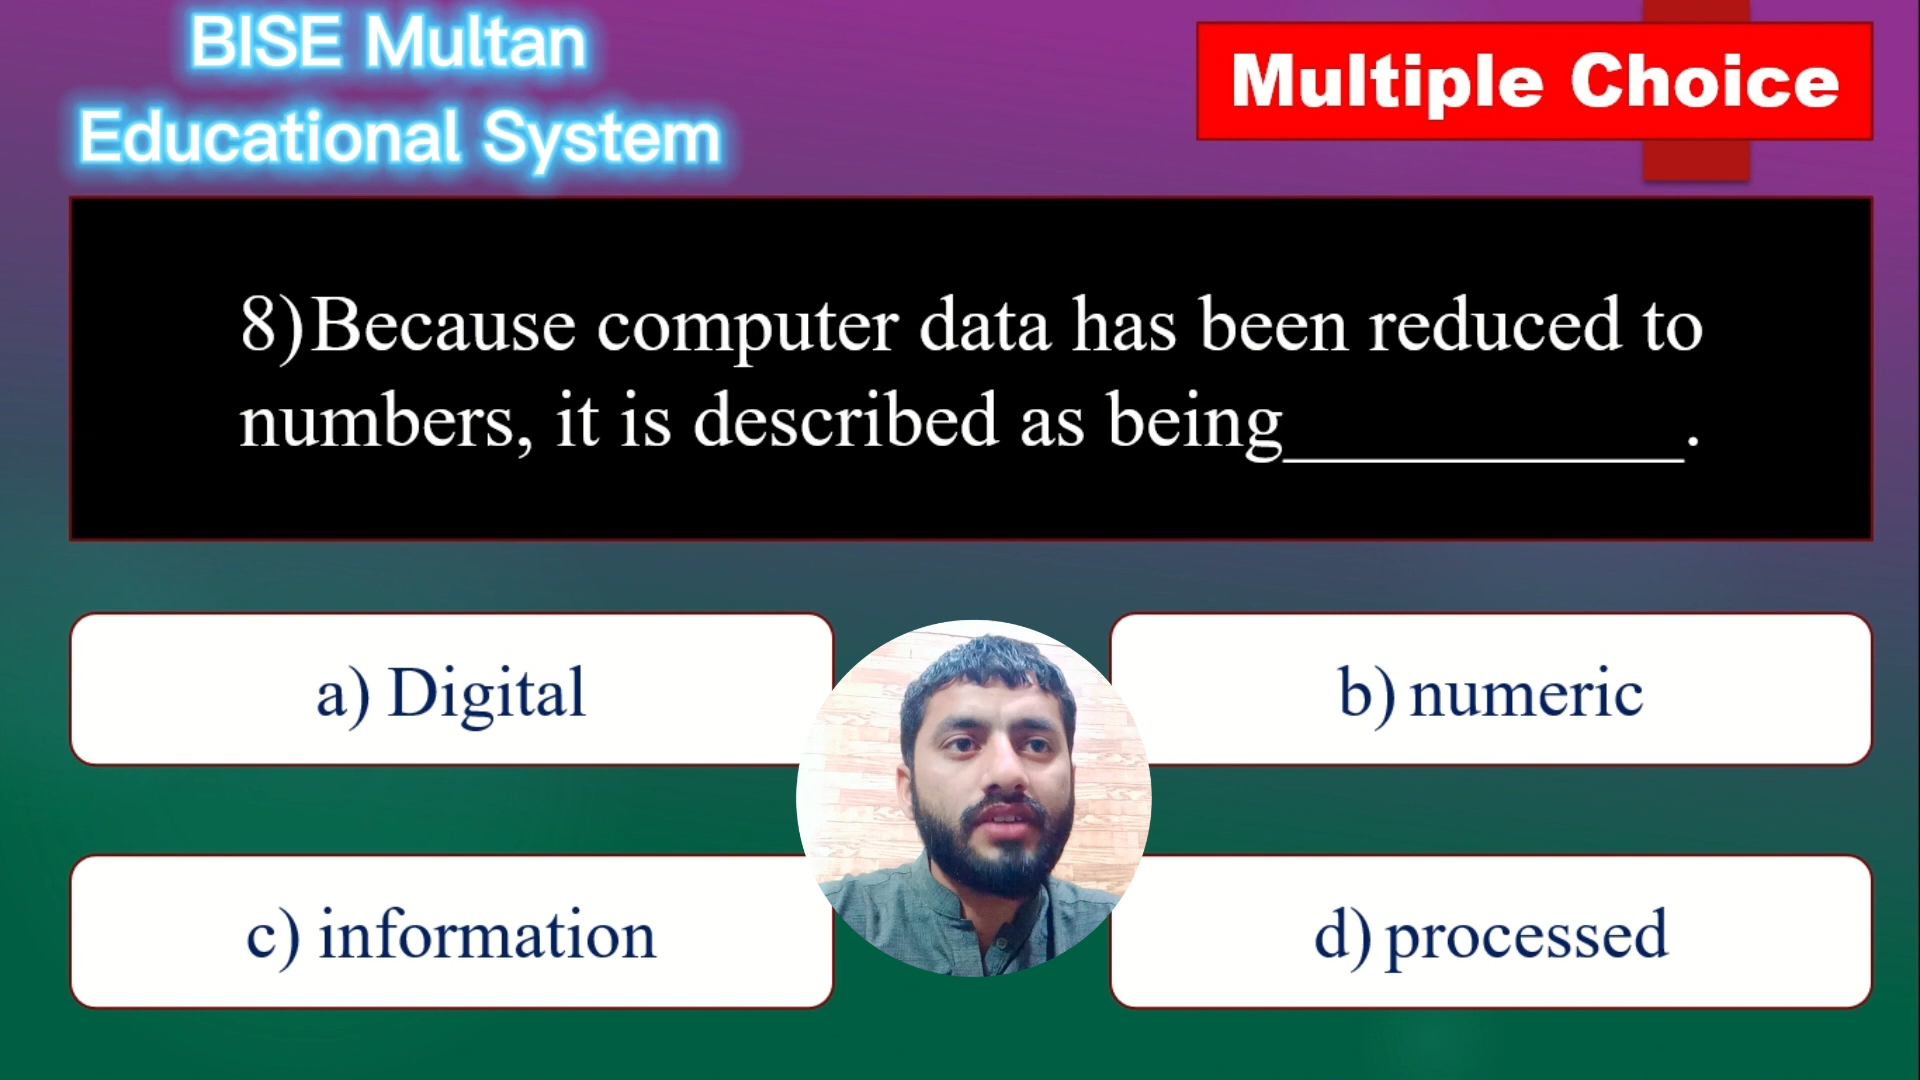 BISE Multan
Educational System
Multiple Choice
8)Because computer data has been reduced to
numbers, it is described as being___________.
a) Digital
b) numeric
c) information
d) processed